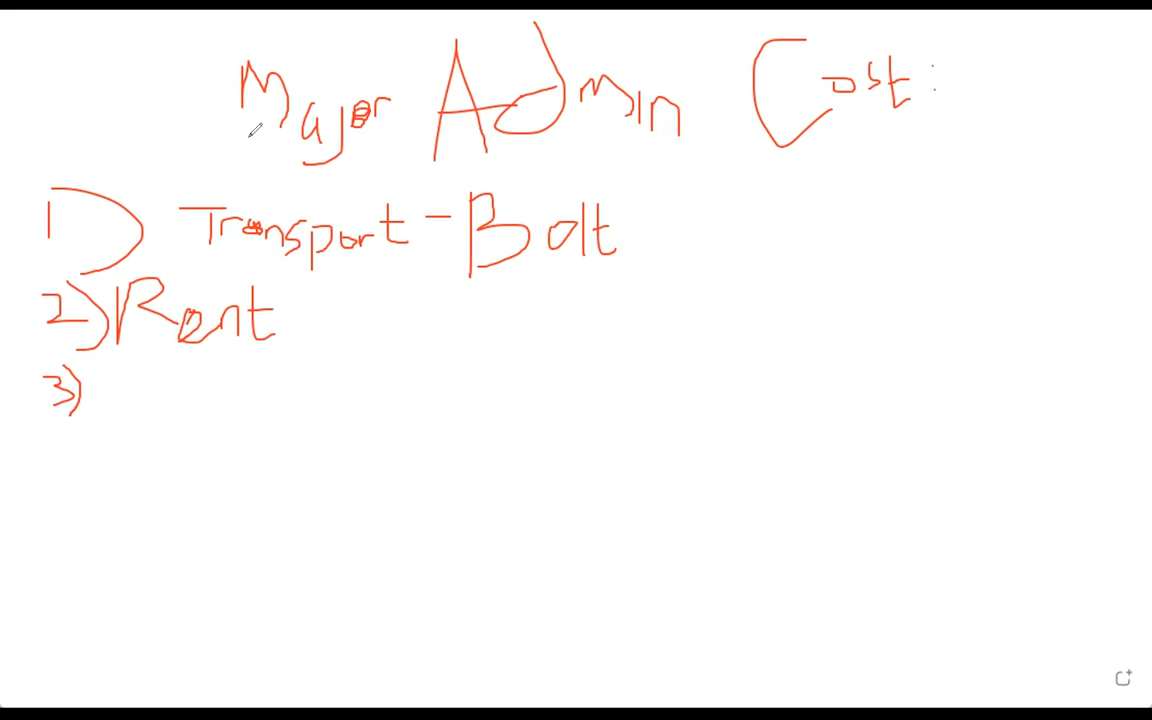 Major Admin Cost:
1) Transport - Bolt
2) Rent
3)